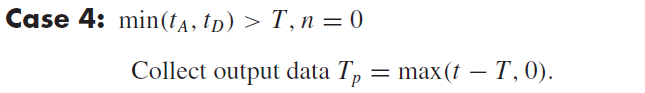 Case 4: min(t_A, t_D) > T, n = 0
Collect output data T_p = max(t − T, 0).